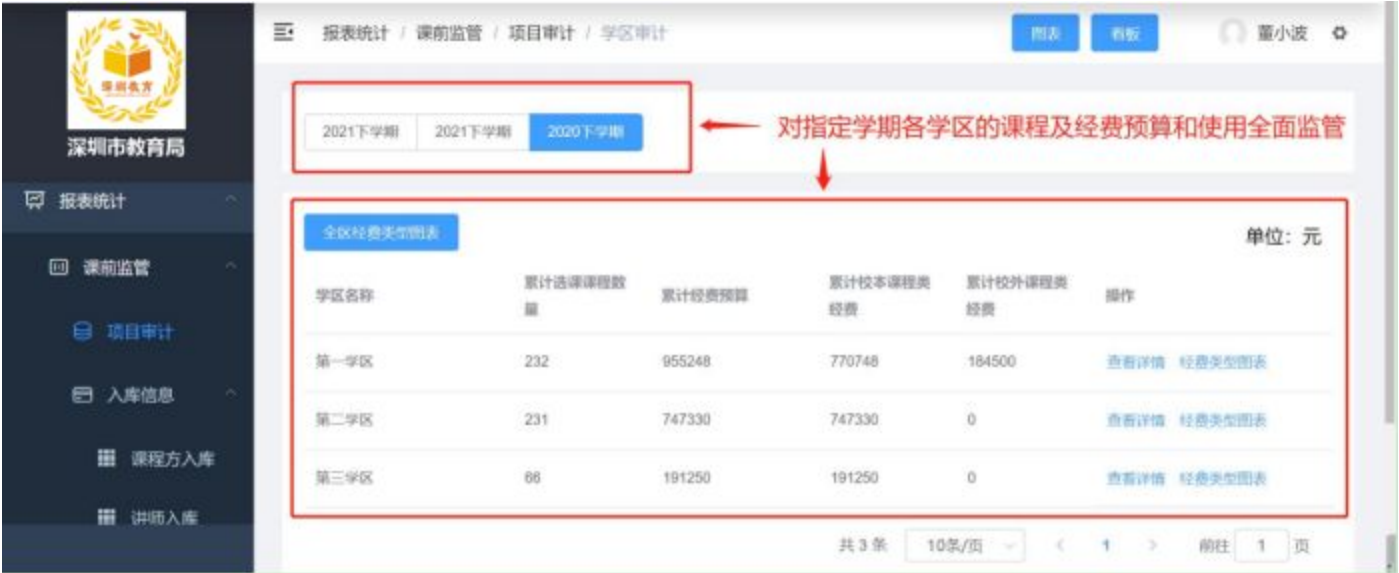 深圳教育
深圳市教育局
报表统计
课前监管
项目审计
入库信息
课程方入库
讲师入库
报表统计 / 课前监管 / 项目审计 / 学区审计
图表 看板 董小波
2021下学期 2021下学期 2020下学期
对指定学期各学区的课程及经费预算和使用全面监管
全区经费类型图表
单位：元
学区名称 累计选课课程数量 累计经费预算 累计校本课程类经费 累计校外课程类经费 操作
第一学区 232 955248 770748 184500 查看详情 经费类型图表
第二学区 231 747330 747330 0 查看详情 经费类型图表
第三学区 66 191250 191250 0 查看详情 经费类型图表
共 3 条 10条/页 < 1 > 前往 1 页